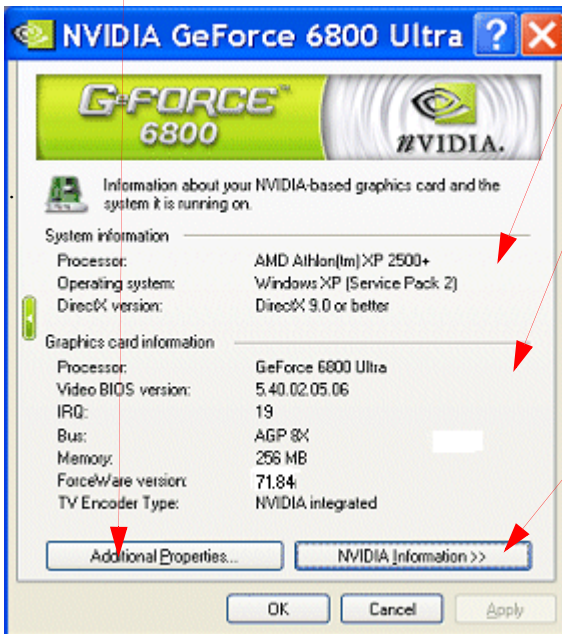 NVIDIA GeForce 6800 Ultra
G-FORCE™
6800
nVIDIA.
Information about your NVIDIA-based graphics card and the
system it is running on.
System information
Processor: AMD Athlon(tm) XP 2500+
Operating system: Windows XP (Service Pack 2)
DirectX version: DirectX 9.0 or better
Graphics card information
Processor: GeForce 6800 Ultra
Video BIOS version: 5.40.02.05.06
IRQ: 19
Bus: AGP 8X
Memory: 256 MB
ForceWare version: 71.84
TV Encoder Type: NVIDIA integrated
Additional Properties... NVIDIA Information >>
OK Cancel Apply